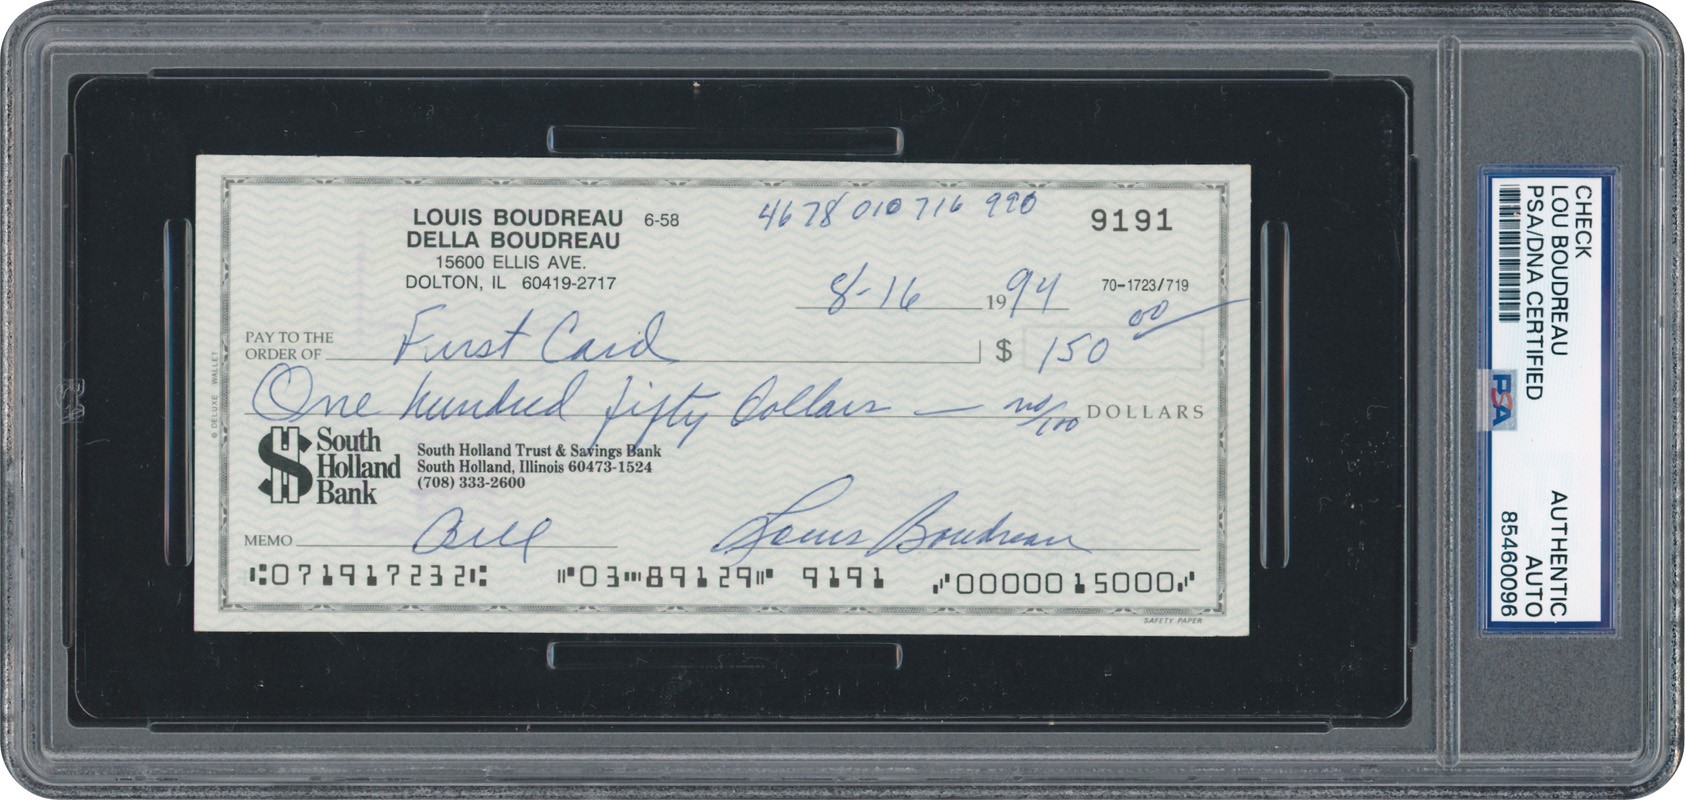 LOUIS BOUDREAU 6-58
DELLA BOUDREAU
15600 ELLIS AVE.
DOLTON, IL 60419-2717
4678 010 716 990
9191
8-16 1994
70-1723/719
PAY TO THE
ORDER OF First Card $ 150 00
One hundred fifty Dollars — no/100 DOLLARS
South
Holland
Bank
South Holland Trust & Savings Bank
South Holland, Illinois 60473-1524
(708) 333-2600
MEMO Bill Louis Boudreau
⑆071917232⑆ ⑈03⑉89129⑈ 9191 ⑇0000015000⑇
SAFETY PAPER
© DELUXE WALLET
CHECK
LOU BOUDREAU
PSA/DNA CERTIFIED
PSA
AUTHENTIC
AUTO
85460096